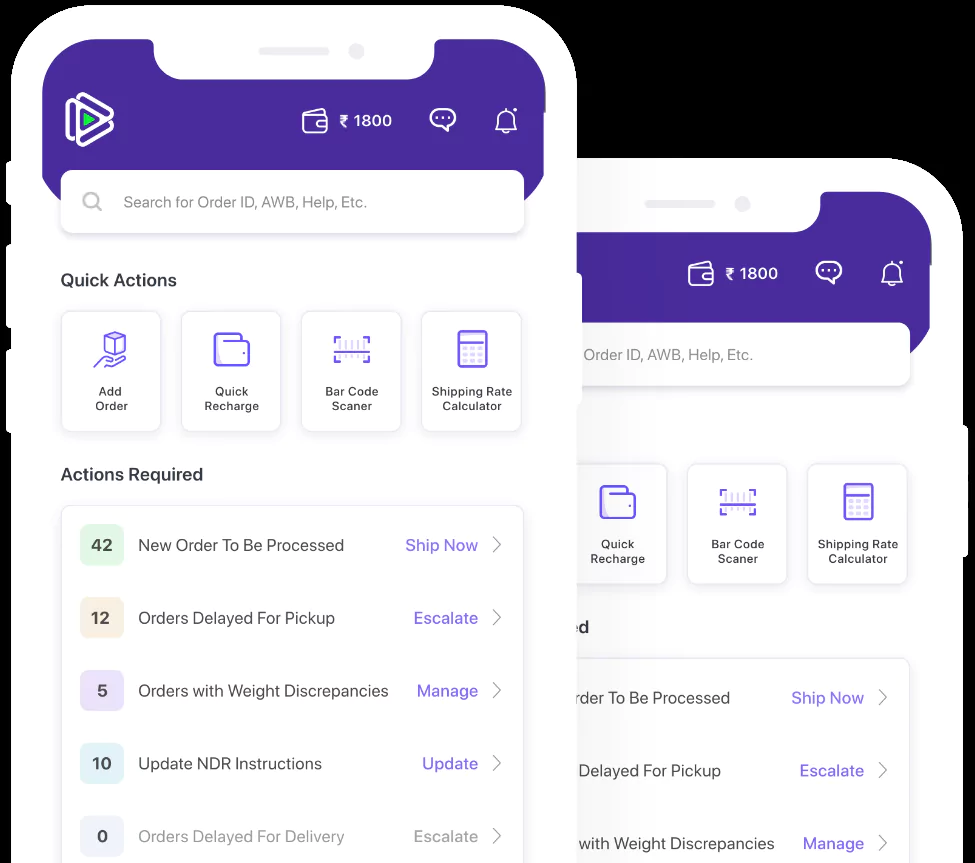 ₹ 1800
Search for Order ID, AWB, Help, Etc.
Quick Actions
Add
Order
Quick
Recharge
Bar Code
Scaner
Shipping Rate
Calculator
Actions Required
42 New Order To Be Processed Ship Now
12 Orders Delayed For Pickup Escalate
5 Orders with Weight Discrepancies Manage
10 Update NDR Instructions Update
0 Orders Delayed For Delivery Escalate
₹ 1800
Order ID, AWB, Help, Etc.
Quick
Recharge
Bar Code
Scaner
Shipping Rate
Calculator
ed
rder To Be Processed Ship Now
Delayed For Pickup Escalate
with Weight Discrepancies Manage